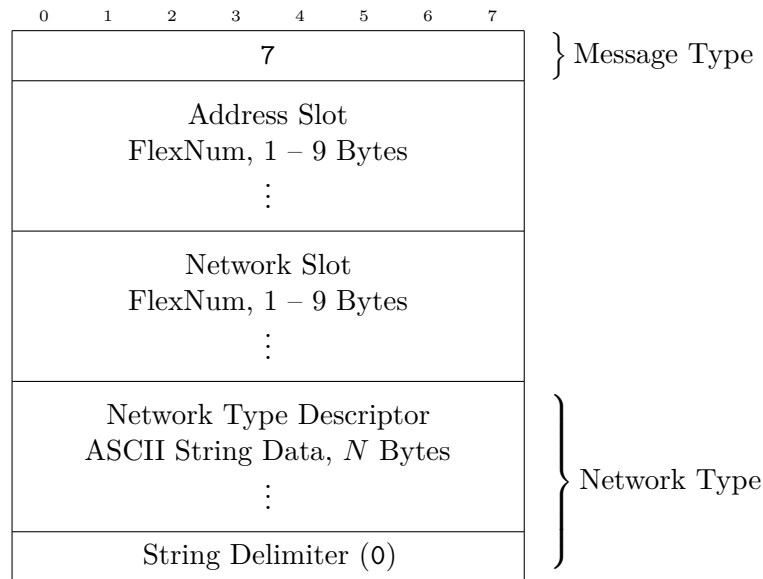 0 1 2 3 4 5 6 7
7
Message Type
Address Slot
FlexNum, 1 – 9 Bytes
⋮
Network Slot
FlexNum, 1 – 9 Bytes
⋮
Network Type Descriptor
ASCII String Data, N Bytes
⋮
Network Type
String Delimiter (0)